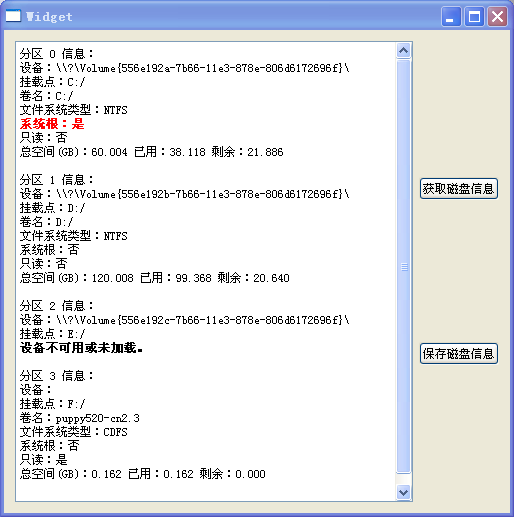 Widget
分区 0 信息：
设备：\\?\Volume{556e192a-7b66-11e3-878e-806d6172696f}\
挂载点：C:/
卷名：C:/
文件系统类型：NTFS
系统根：是
只读：否
总空间(GB)：60.004 已用：38.118 剩余：21.886
分区 1 信息：
设备：\\?\Volume{556e192b-7b66-11e3-878e-806d6172696f}\
挂载点：D:/
卷名：D:/
文件系统类型：NTFS
系统根：否
只读：否
总空间(GB)：120.008 已用：99.368 剩余：20.640
分区 2 信息：
设备：\\?\Volume{556e192c-7b66-11e3-878e-806d6172696f}\
挂载点：E:/
设备不可用或未加载。
分区 3 信息：
设备：
挂载点：F:/
卷名：puppy520-cn2.3
文件系统类型：CDFS
系统根：否
只读：是
总空间(GB)：0.162 已用：0.162 剩余：0.000
获取磁盘信息
保存磁盘信息